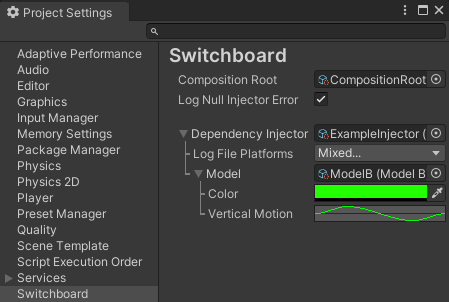 Project Settings
Adaptive Performance
Audio
Editor
Graphics
Input Manager
Memory Settings
Package Manager
Physics
Physics 2D
Player
Preset Manager
Quality
Scene Template
Script Execution Order
Services
Switchboard
Switchboard
Composition Root CompositionRoot
Log Null Injector Error
Dependency Injector ExampleInjector (
Log File Platforms Mixed...
Model ModelB (Model B
Color
Vertical Motion